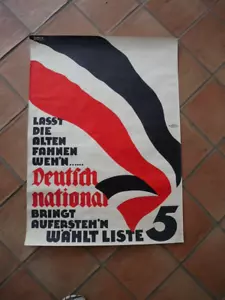 LASST
DIE
ALTEN
FAHNEN
WEH'N......
Deutsch
national
BRINGT
AUFERSTEH'N
WÄHLT LISTE 5